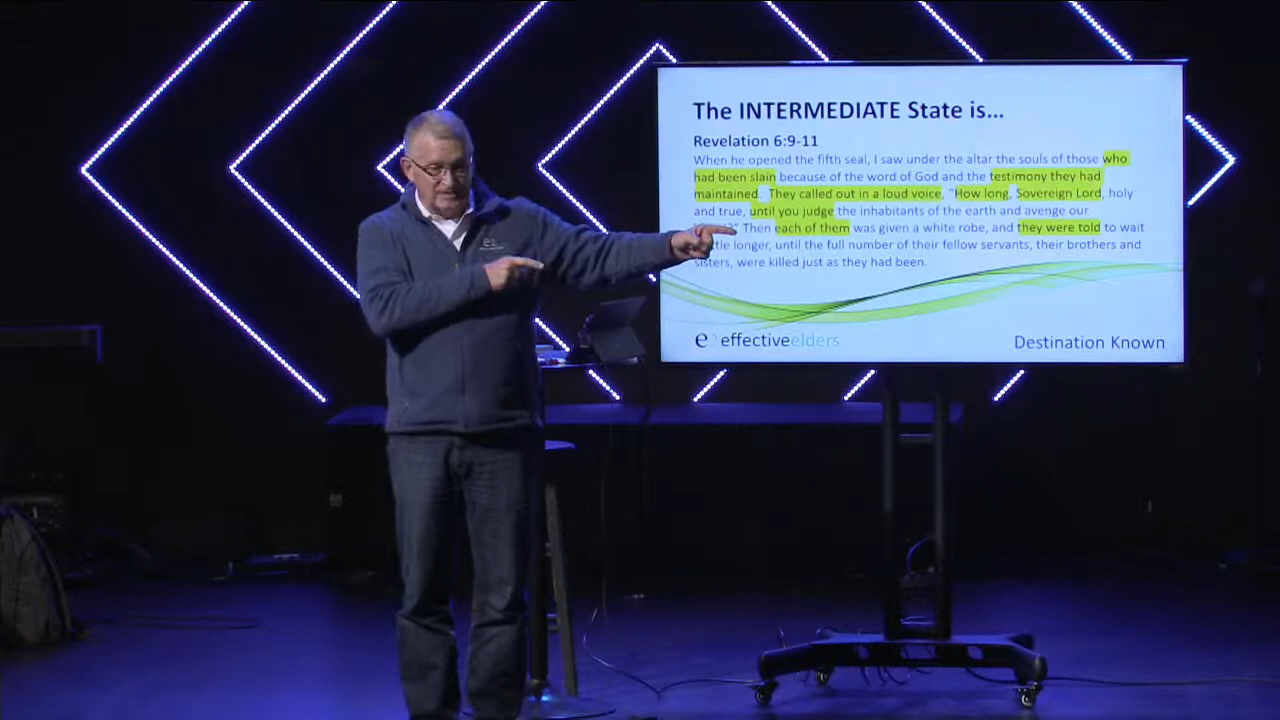 The INTERMEDIATE State is...
Revelation 6:9-11
When he opened the fifth seal, I saw under the altar the souls of those who
had been slain because of the word of God and the testimony they had
maintained. They called out in a loud voice, "How long, Sovereign Lord, holy
and true, until you judge the inhabitants of the earth and avenge our
Then each of them was given a white robe, and they were told to wait
longer, until the full number of their fellow servants, their brothers and
sisters, were killed just as they had been.
e effectiveelders
Destination Known